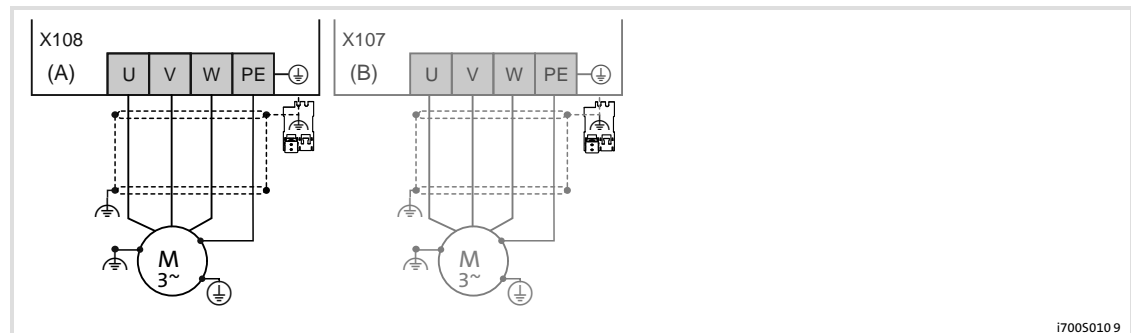 X108
(A)
U V W PE
M
3~
X107
(B)
U V W PE
M
3~
i700S010 9